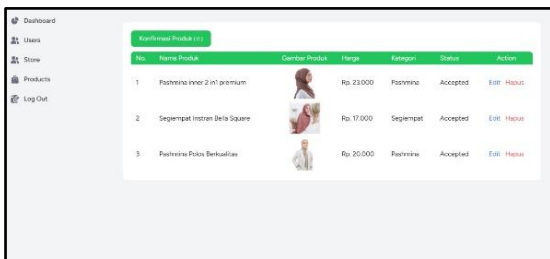 Dashboard
Users
Store
Products
Log Out
Konfirmasi Produk (0)
No. Name Produk Gambar Produk Harga Kategori Status Action
1 Pashmina inner 2 in1 premium Rp. 23.000 Pashmina Accepted Edit Hapus
2 Segiempat Instran Bella Square Rp. 17.000 Segiempat Accepted Edit Hapus
3 Pashmina Polos Berkualitas Rp. 20.000 Pashmina Accepted Edit Hapus